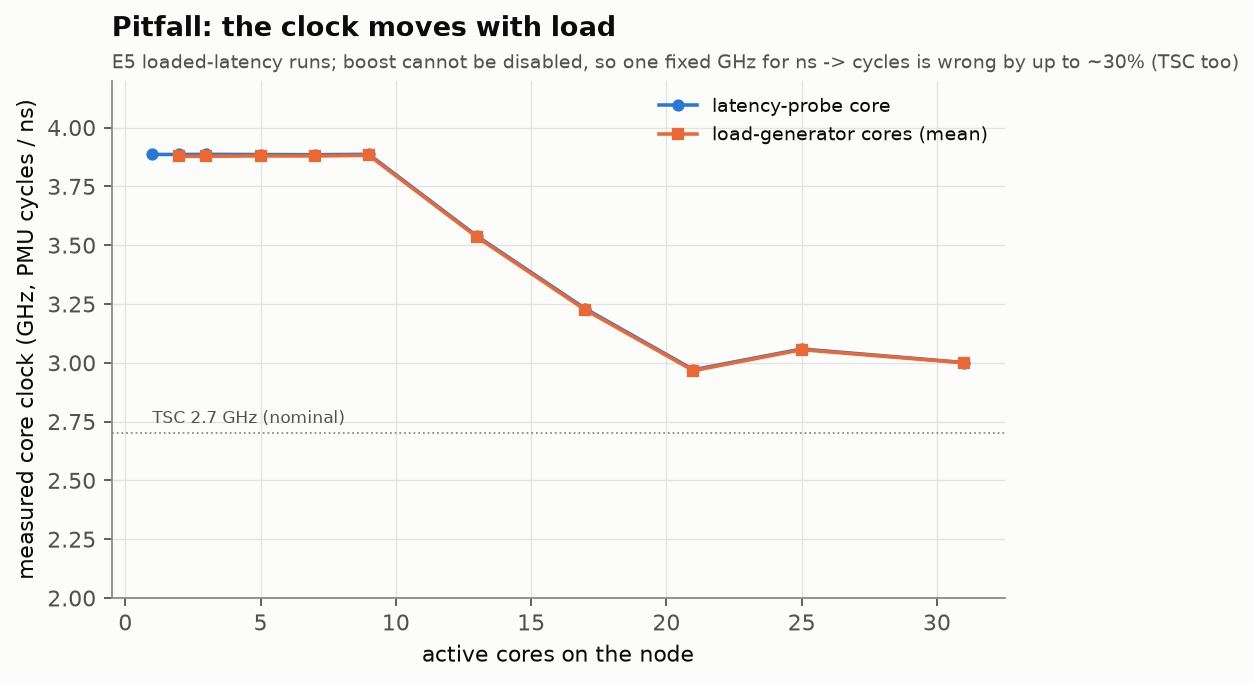 Pitfall: the clock moves with load
E5 loaded-latency runs; boost cannot be disabled, so one fixed GHz for ns -> cycles is wrong by up to ~30% (TSC too)
latency-probe core
load-generator cores (mean)
measured core clock (GHz, PMU cycles / ns)
4.00
3.75
3.50
3.25
3.00
2.75
2.50
2.25
2.00
TSC 2.7 GHz (nominal)
0 5 10 15 20 25 30
active cores on the node